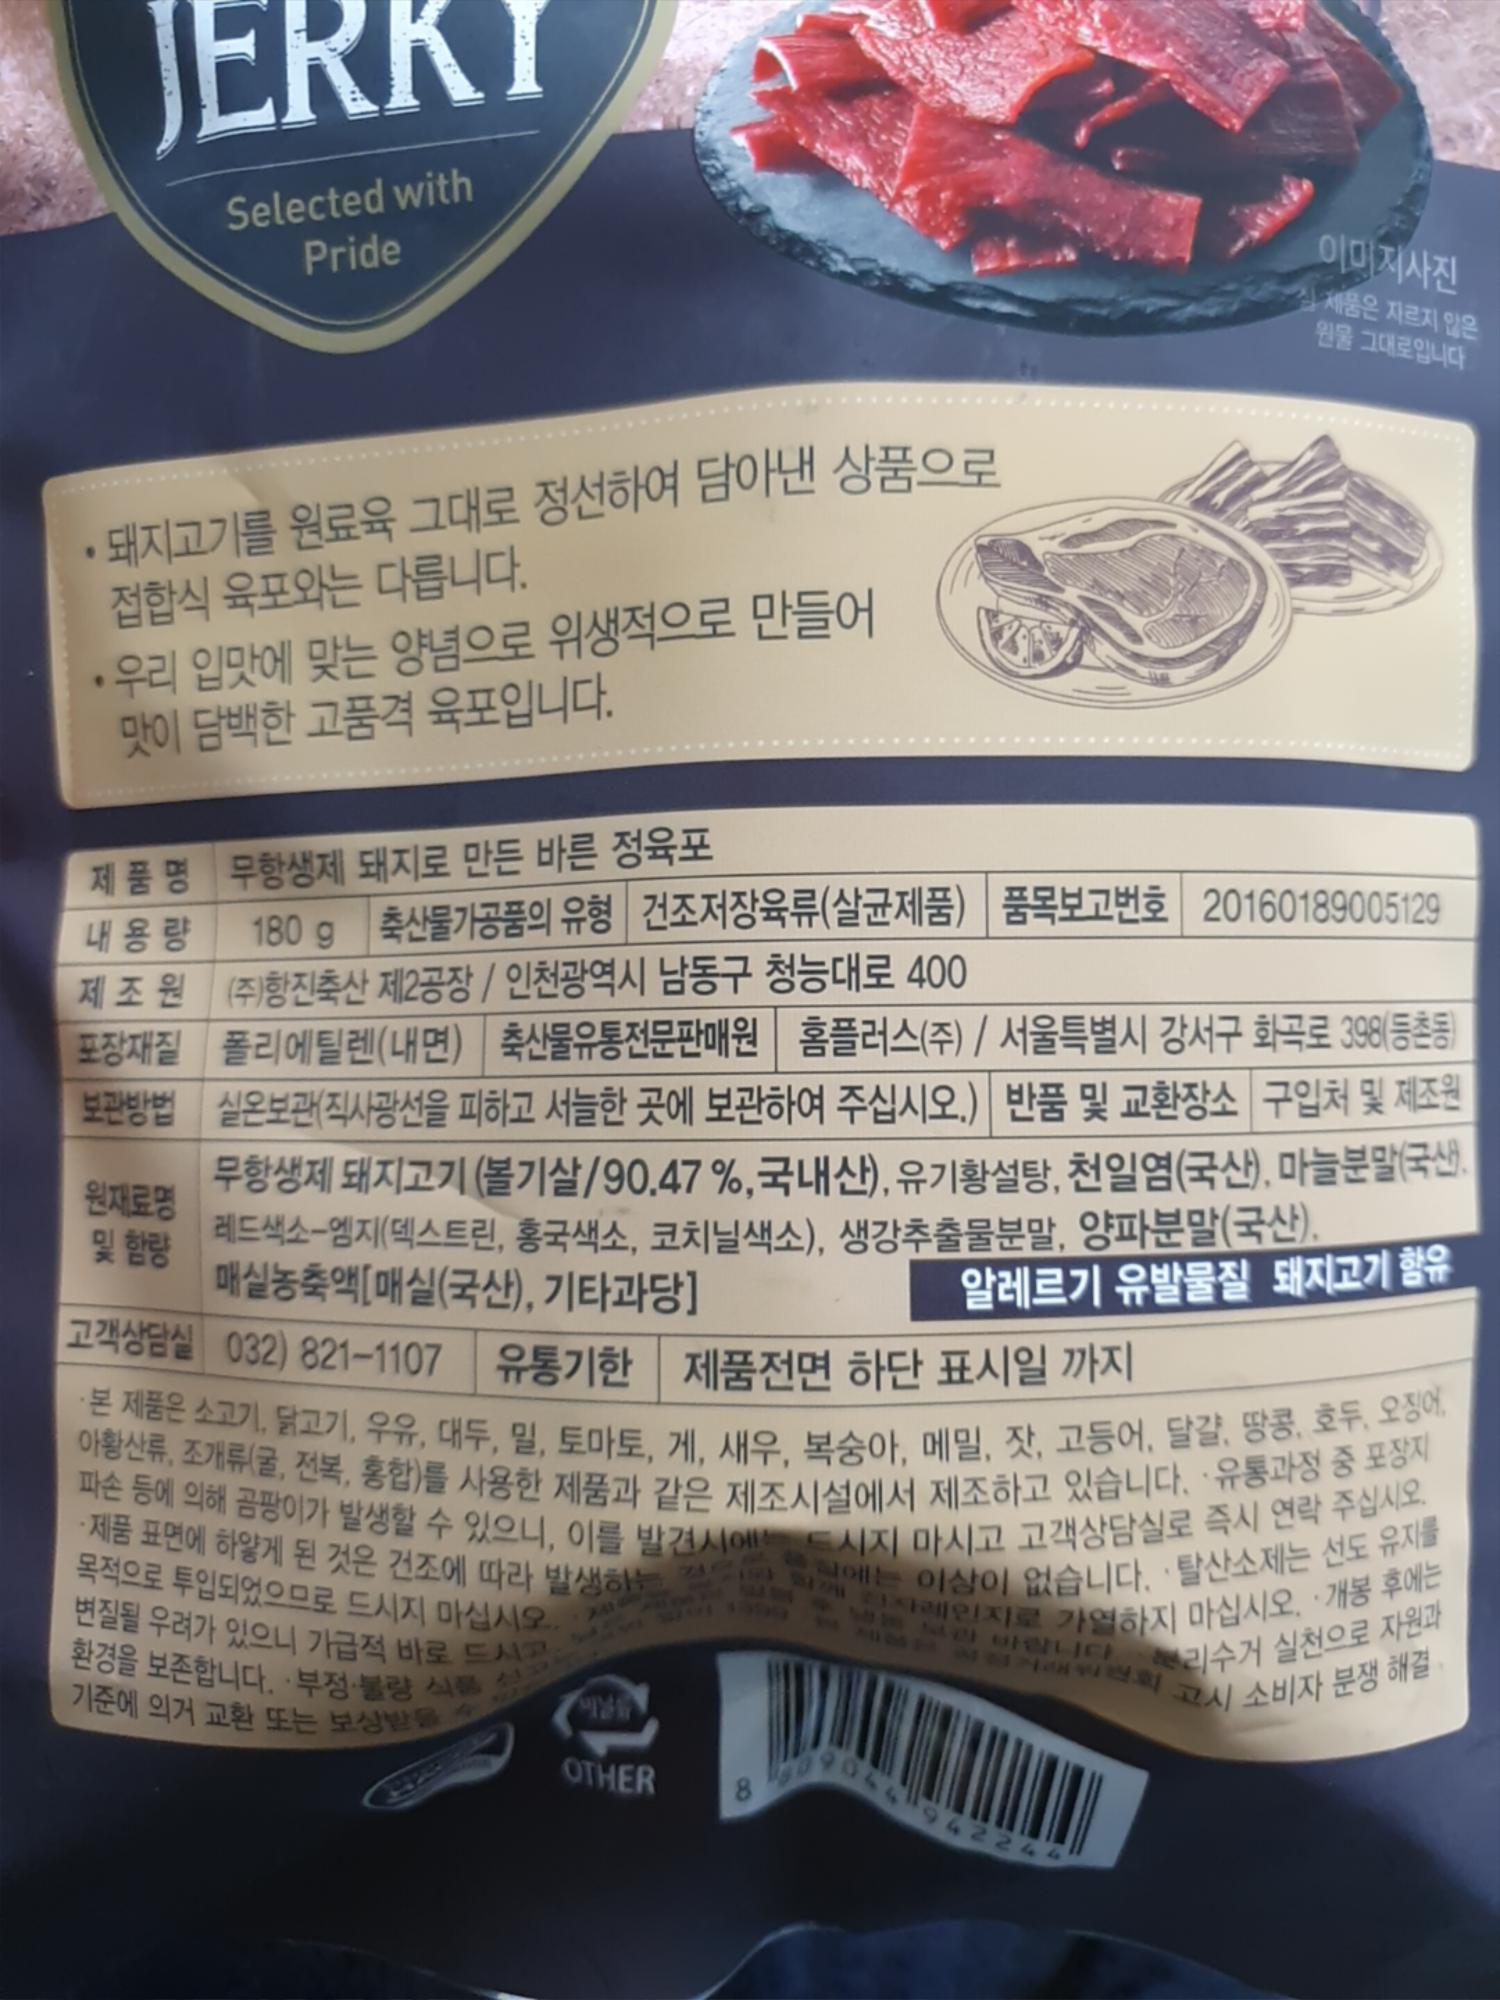 JERKY
Selected with
Pride
이미지사진
실 제품은 자르지 않은
원물 그대로입니다
• 돼지고기를 원료육 그대로 정선하여 담아낸 상품으로
접합식 육포와는 다릅니다.
• 우리 입맛에 맞는 양념으로 위생적으로 만들어
맛이 담백한 고품격 육포입니다.
제품명 무항생제 돼지로 만든 바른 정육포
내용량 180 g 축산물가공품의 유형 건조저장육류(살균제품) 품목보고번호 20160189005129
제조원 (주)항진축산 제2공장 / 인천광역시 남동구 청능대로 400
포장재질 폴리에틸렌(내면) 축산물유통전문판매원 홈플러스(주) / 서울특별시 강서구 화곡로 398(등촌동)
보관방법 실온보관(직사광선을 피하고 서늘한 곳에 보관하여 주십시오.) 반품 및 교환장소 구입처 및 제조원
원재료명 및 함량 무항생제 돼지고기 (볼기살/90.47 %,국내산), 유기황설탕, 천일염(국산), 마늘분말(국산),
레드색소-엠지(덱스트린, 홍국색소, 코치닐색소), 생강추출물분말, 양파분말(국산),
매실농축액[매실(국산), 기타과당]
알레르기 유발물질 돼지고기 함유
고객상담실 032) 821-1107 유통기한 제품전면 하단 표시일 까지
·본 제품은 소고기, 닭고기, 우유, 대두, 밀, 토마토, 게, 새우, 복숭아, 메밀, 잣, 고등어, 달걀, 땅콩, 호두, 오징어,
아황산류, 조개류(굴, 전복, 홍합)를 사용한 제품과 같은 제조시설에서 제조하고 있습니다. ·유통과정 중 포장지
파손 등에 의해 곰팡이가 발생할 수 있으니, 이를 발견시에는 드시지 마시고 고객상담실로 즉시 연락 주십시오.
·제품 표면에 하얗게 된 것은 건조에 따라 발생하는 이상이 없습니다. ·탈산소제는 선도 유지를
목적으로 투입되었으므로 드시지 마십시오. 전자레인지로 가열하지 마십시오. ·개봉 후에는
변질될 우려가 있으니 가급적 바로 드시고 바랍니다 분리수거 실천으로 자원과
환경을 보존합니다. ·부정·불량 식품 고시 소비자 분쟁 해결
기준에 의거 교환 또는 보상받을
비닐류
OTHER